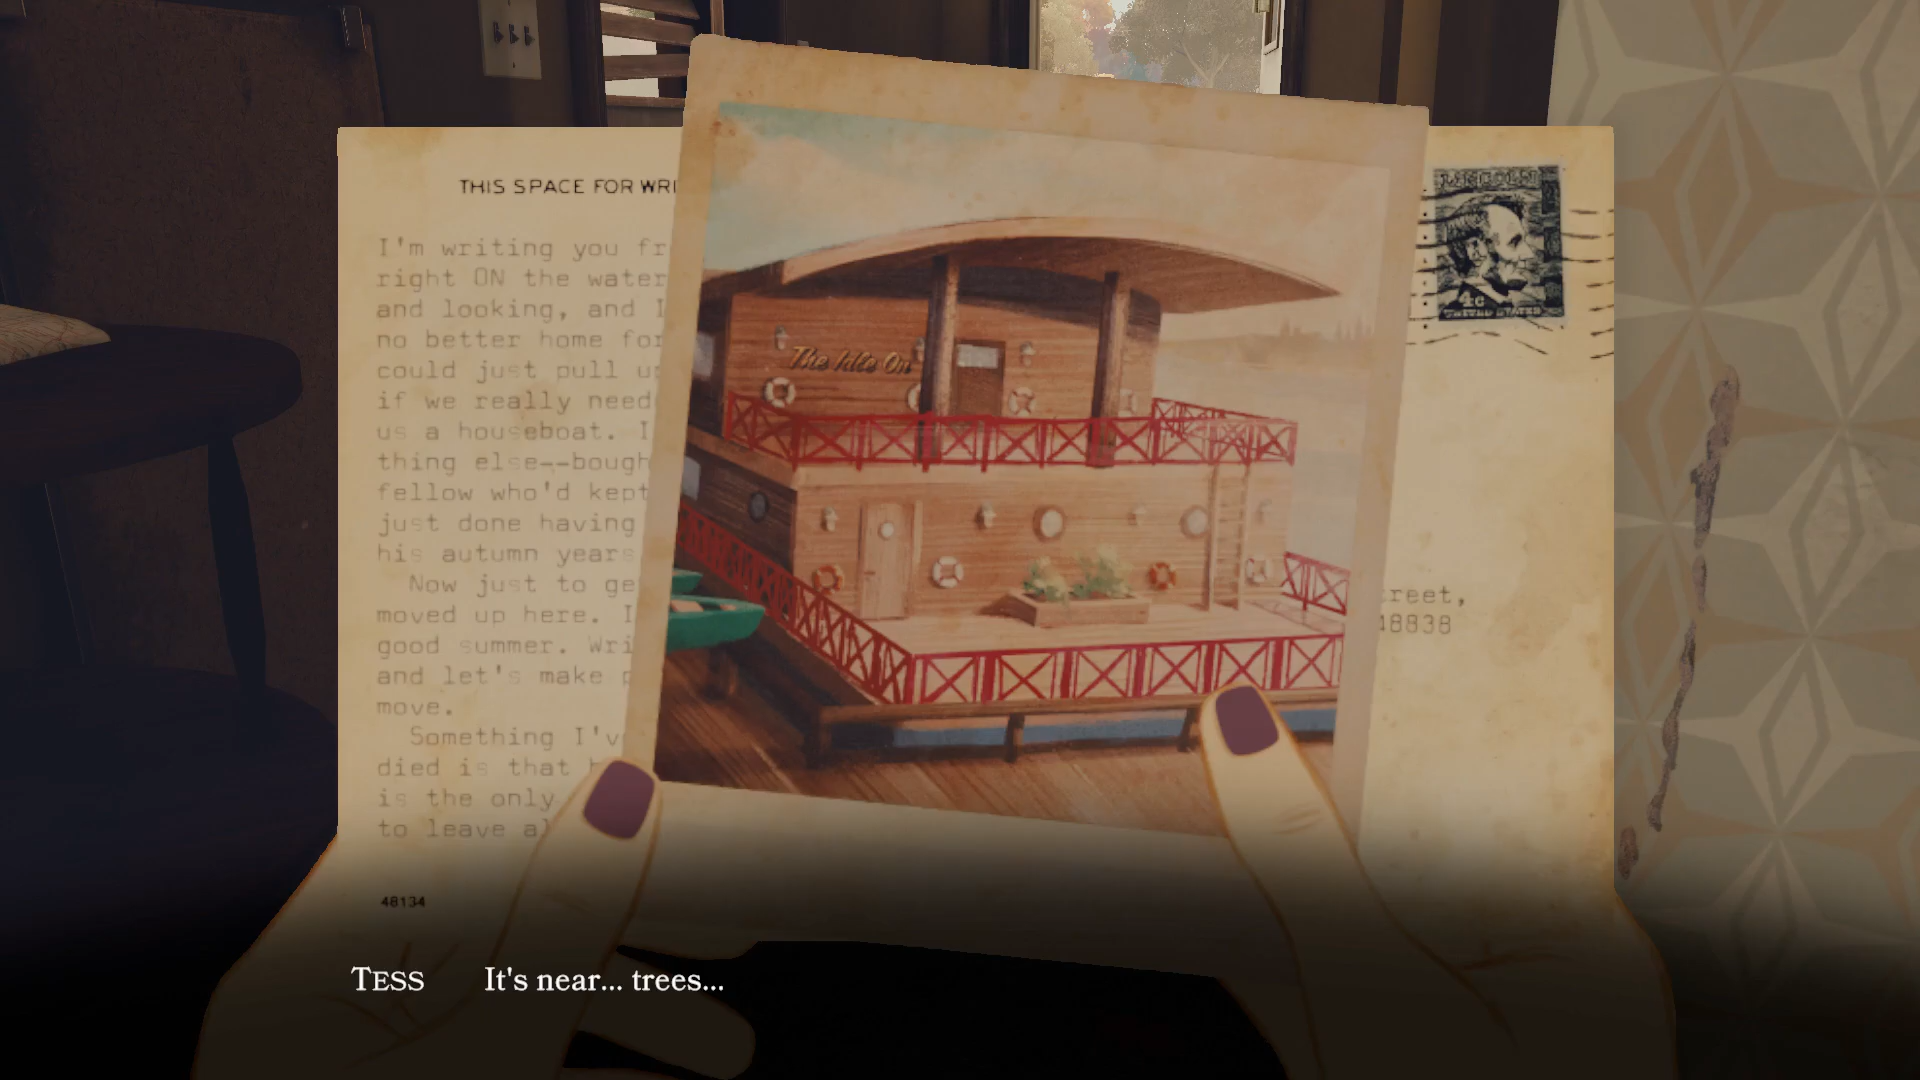 THIS SPACE FOR WRI
I'm writing you fr
right ON the water
and looking, and I
no better home for
could just pull u
if we really need
us a houseboat. I
thing else--bough
fellow who'd kept
just done having
his autumn years
Now just to ge
moved up here. I
good summer. Wri
and let's make p
move.
Something I'v
died is that h
is the only
to leave al
48134
The Idle On
LINCOLN
4c
UNITED STATES
treet,
48838
TESS It's near... trees...